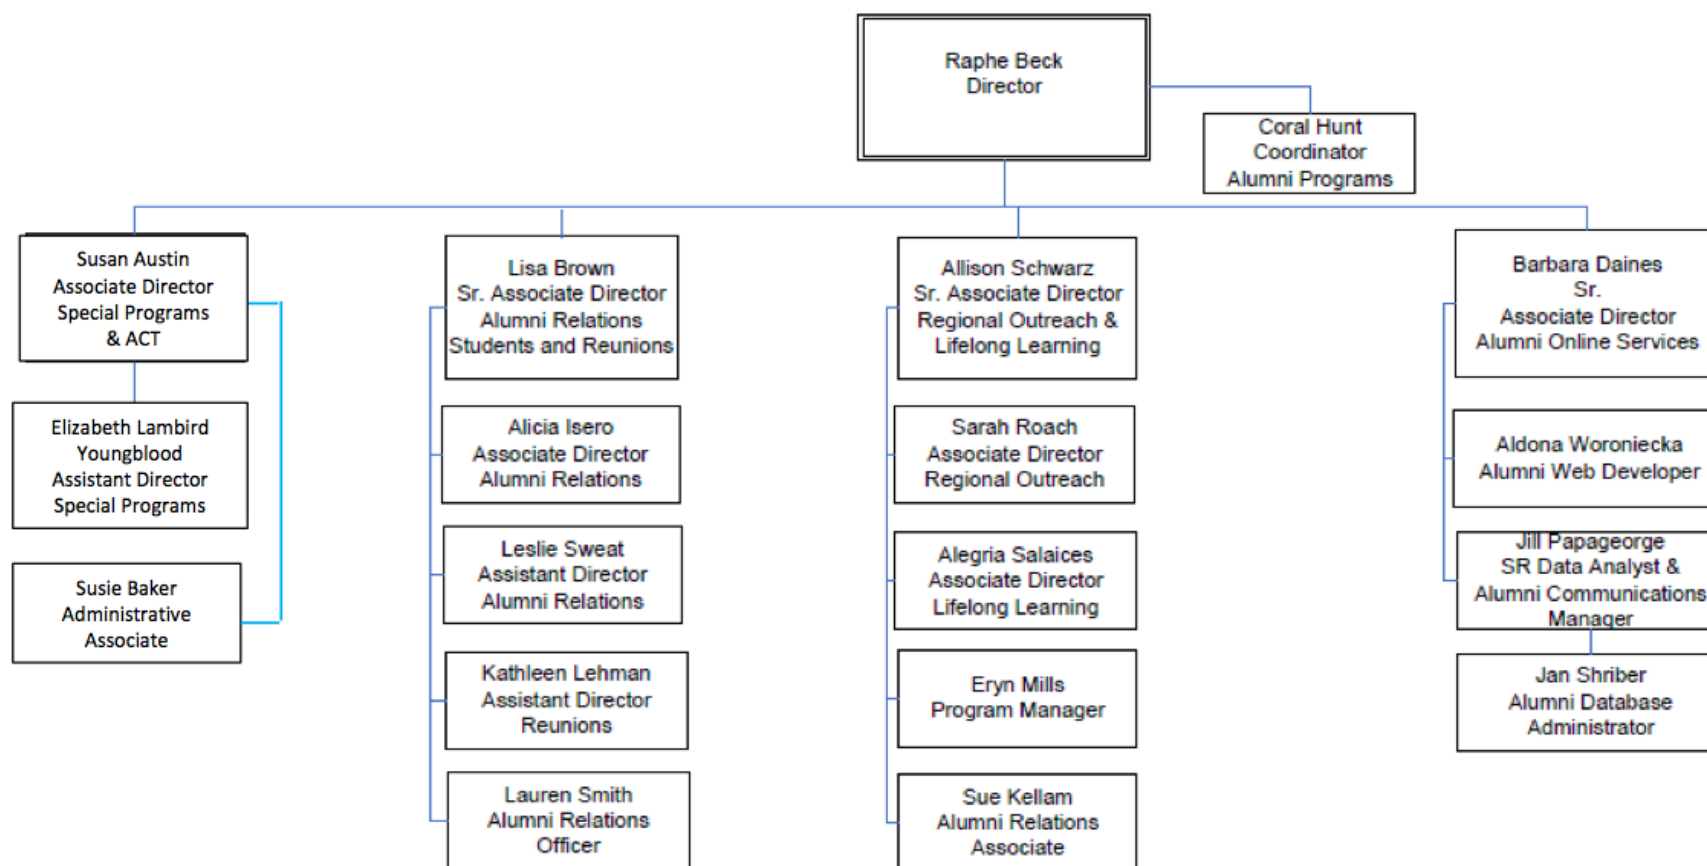 Raphe Beck
Director
Coral Hunt
Coordinator
Alumni Programs
Susan Austin
Associate Director
Special Programs
& ACT
Elizabeth Lambird
Youngblood
Assistant Director
Special Programs
Susie Baker
Administrative
Associate
Lisa Brown
Sr. Associate Director
Alumni Relations
Students and Reunions
Alicia Isero
Associate Director
Alumni Relations
Leslie Sweat
Assistant Director
Alumni Relations
Kathleen Lehman
Assistant Director
Reunions
Lauren Smith
Alumni Relations
Officer
Allison Schwarz
Sr. Associate Director
Regional Outreach &
Lifelong Learning
Sarah Roach
Associate Director
Regional Outreach
Alegria Salaices
Associate Director
Lifelong Learning
Eryn Mills
Program Manager
Sue Kellam
Alumni Relations
Associate
Barbara Daines
Sr.
Associate Director
Alumni Online Services
Aldona Woroniecka
Alumni Web Developer
Jill Papageorge
SR Data Analyst &
Alumni Communications
Manager
Jan Shriber
Alumni Database
Administrator